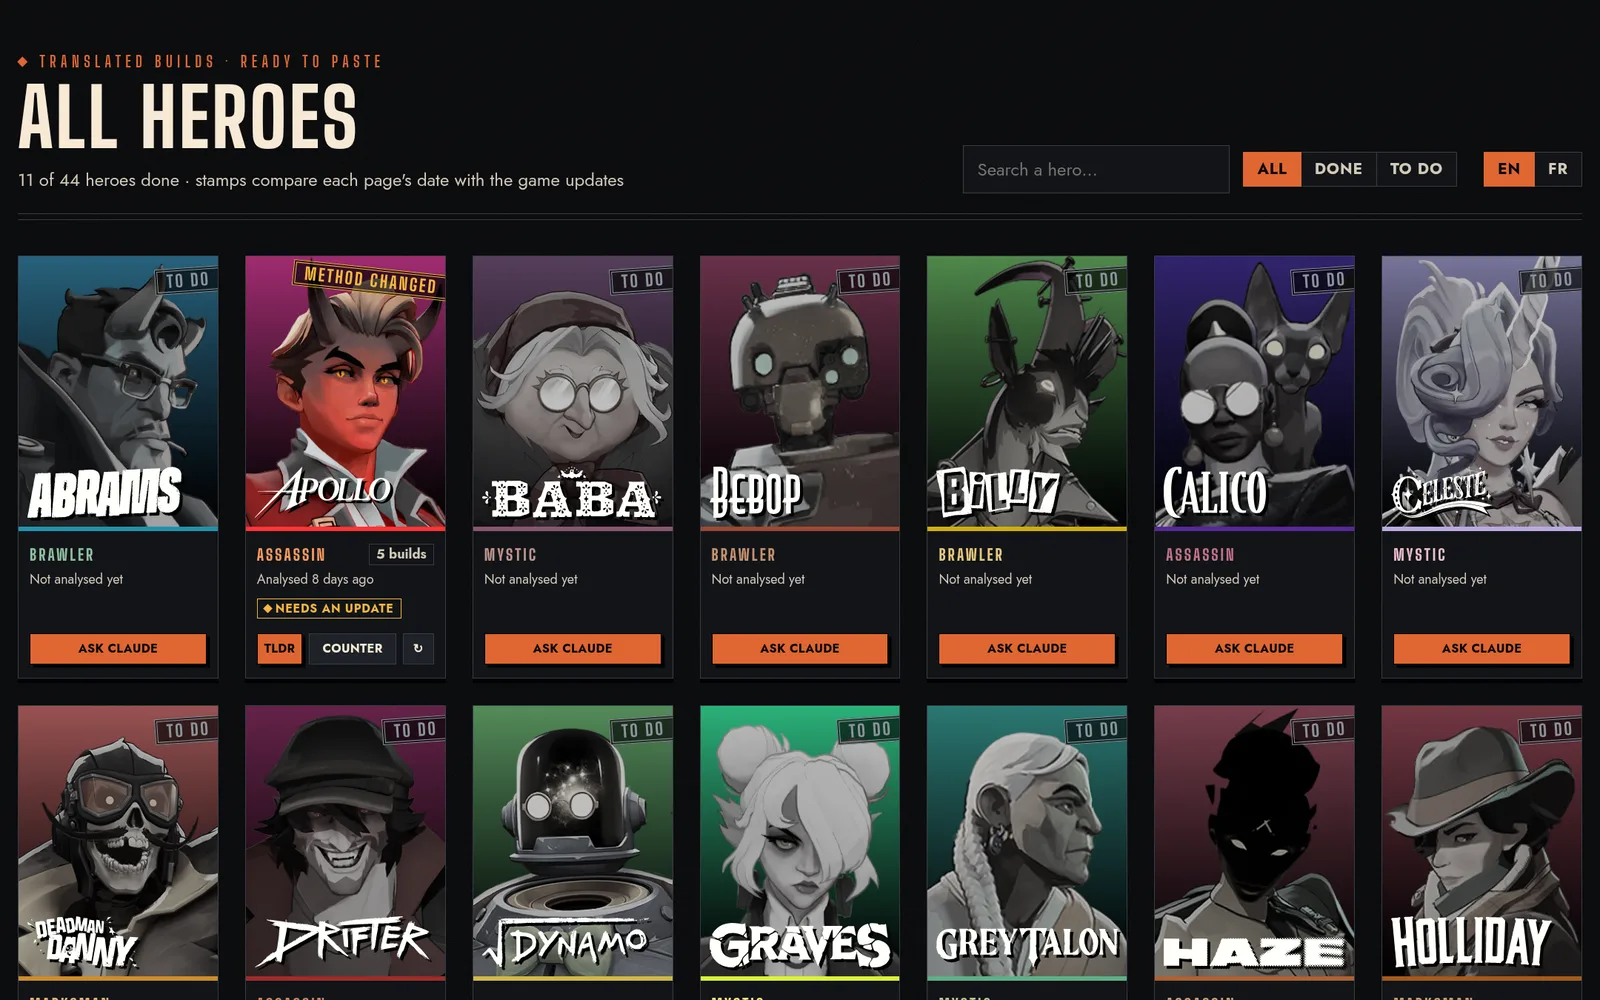 ◆ TRANSLATED BUILDS · READY TO PASTE
ALL HEROES
11 of 44 heroes done · stamps compare each page's date with the game updates
Search a hero...
ALL DONE TO DO
EN FR
TO DO
ABRAMS
BRAWLER
Not analysed yet
ASK CLAUDE
METHOD CHANGED
APOLLO
ASSASSIN 5 builds
Analysed 8 days ago
◆ NEEDS AN UPDATE
TLDR COUNTER ↻
TO DO
BABA
MYSTIC
Not analysed yet
ASK CLAUDE
TO DO
BEBOP
BRAWLER
Not analysed yet
ASK CLAUDE
TO DO
BILLY
BRAWLER
Not analysed yet
ASK CLAUDE
TO DO
CALICO
ASSASSIN
Not analysed yet
ASK CLAUDE
TO DO
CELESTE
MYSTIC
Not analysed yet
ASK CLAUDE
TO DO
DEADMAN
DANNY
TO DO
DRIFTER
TO DO
DYNAMO
TO DO
GRAVES
TO DO
GREY TALON
TO DO
HAZE
TO DO
HOLLIDAY